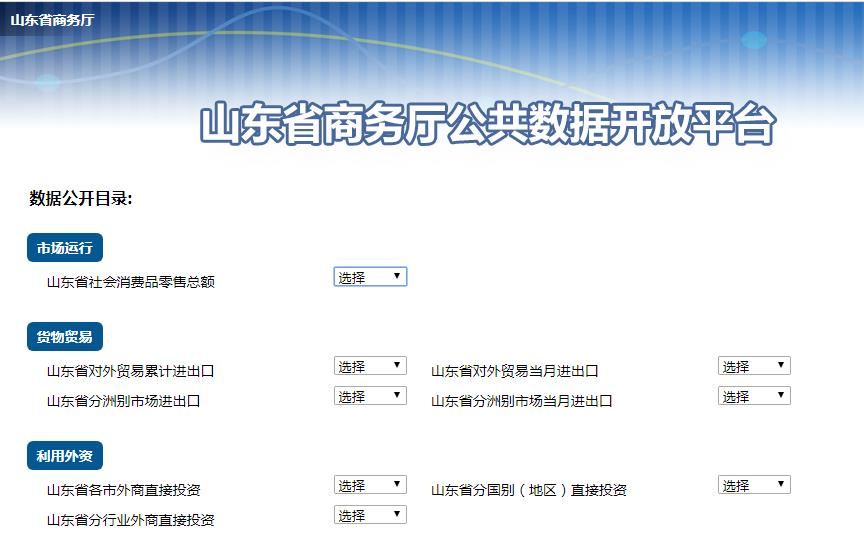 山东省商务厅
山东省商务厅公共数据开放平台
数据公开目录:
市场运行
山东省社会消费品零售总额 选择
货物贸易
山东省对外贸易累计进出口 选择 山东省对外贸易当月进出口 选择
山东省分洲别市场进出口 选择 山东省分洲别市场当月进出口 选择
利用外资
山东省各市外商直接投资 选择 山东省分国别（地区）直接投资 选择
山东省分行业外商直接投资 选择